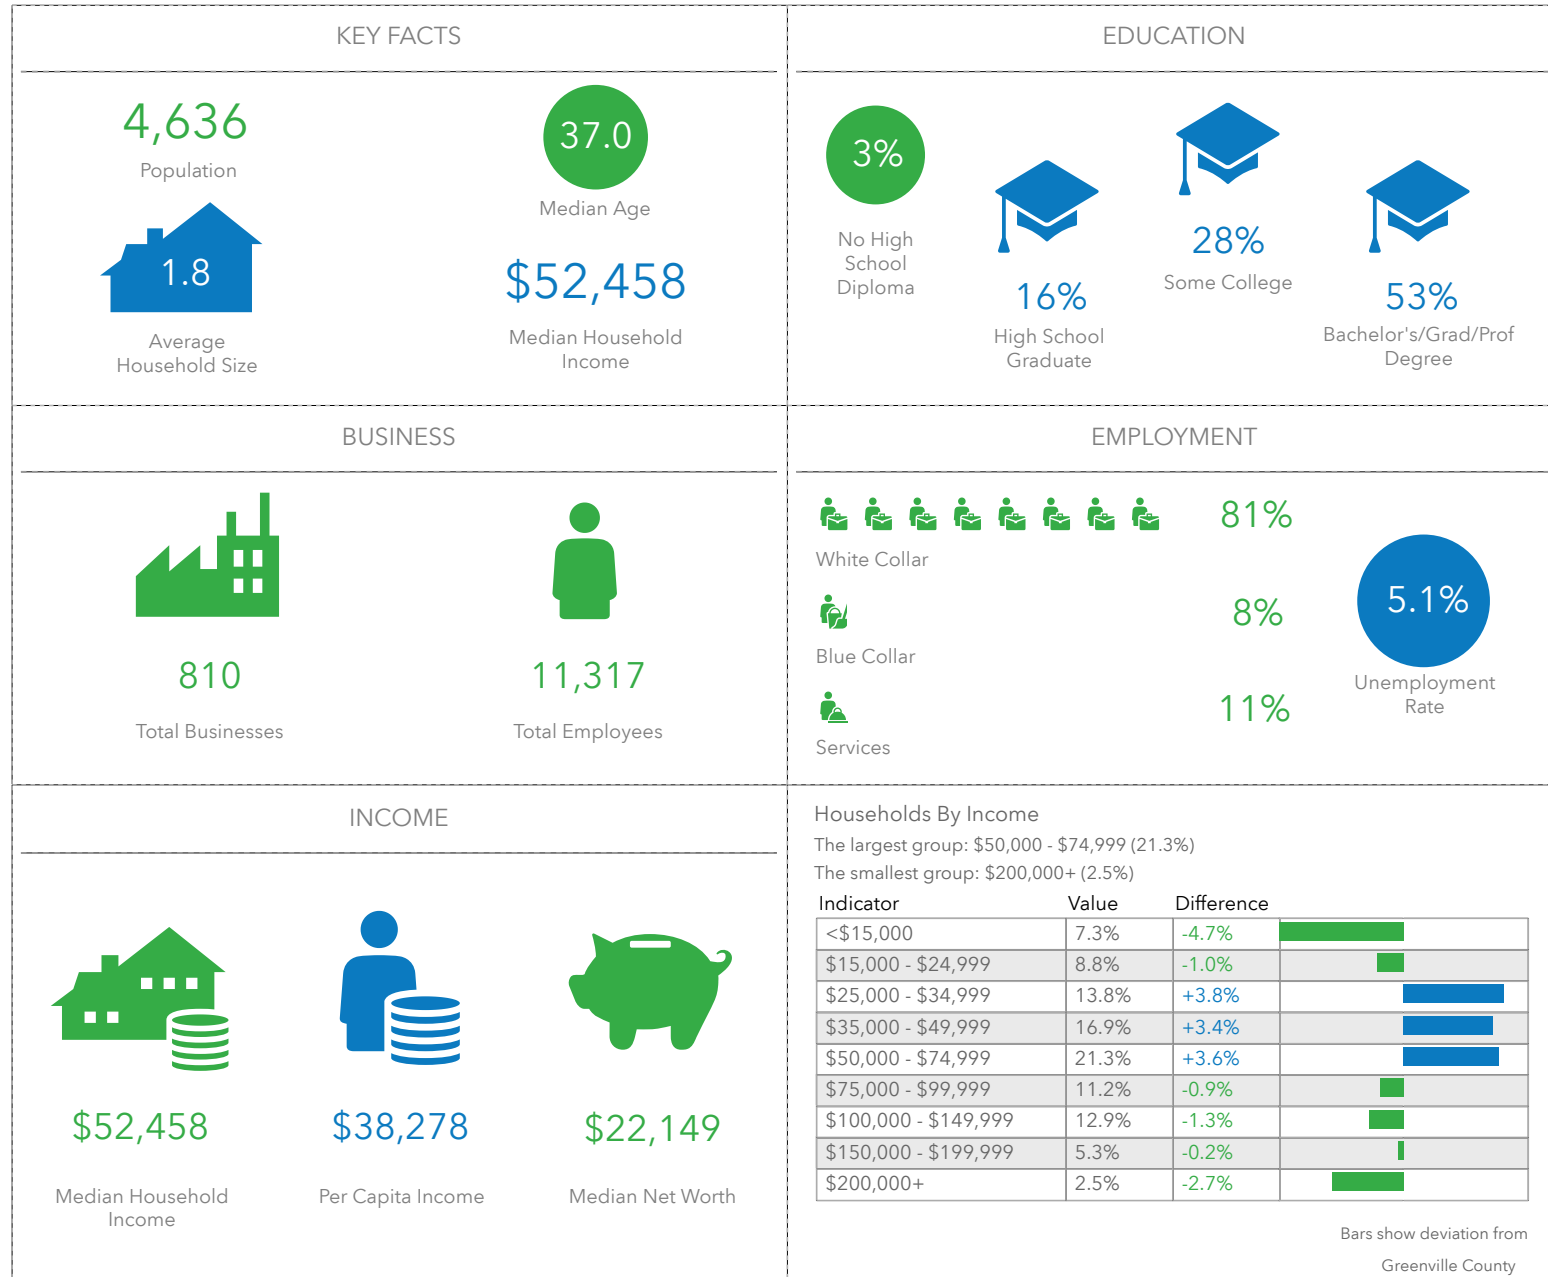 KEY FACTS
4,636
Population
37.0
Median Age
1.8
Average
Household Size
$52,458
Median Household
Income
EDUCATION
3%
No High
School
Diploma
16%
High School
Graduate
28%
Some College
53%
Bachelor's/Grad/Prof
Degree
BUSINESS
810
Total Businesses
11,317
Total Employees
EMPLOYMENT
81%
White Collar
8%
Blue Collar
11%
Services
5.1%
Unemployment
Rate
INCOME
$52,458
Median Household
Income
$38,278
Per Capita Income
$22,149
Median Net Worth
Households By Income
The largest group: $50,000 - $74,999 (21.3%)
The smallest group: $200,000+ (2.5%)
Indicator Value Difference
<$15,000 7.3% -4.7%
$15,000 - $24,999 8.8% -1.0%
$25,000 - $34,999 13.8% +3.8%
$35,000 - $49,999 16.9% +3.4%
$50,000 - $74,999 21.3% +3.6%
$75,000 - $99,999 11.2% -0.9%
$100,000 - $149,999 12.9% -1.3%
$150,000 - $199,999 5.3% -0.2%
$200,000+ 2.5% -2.7%
Bars show deviation from
Greenville County